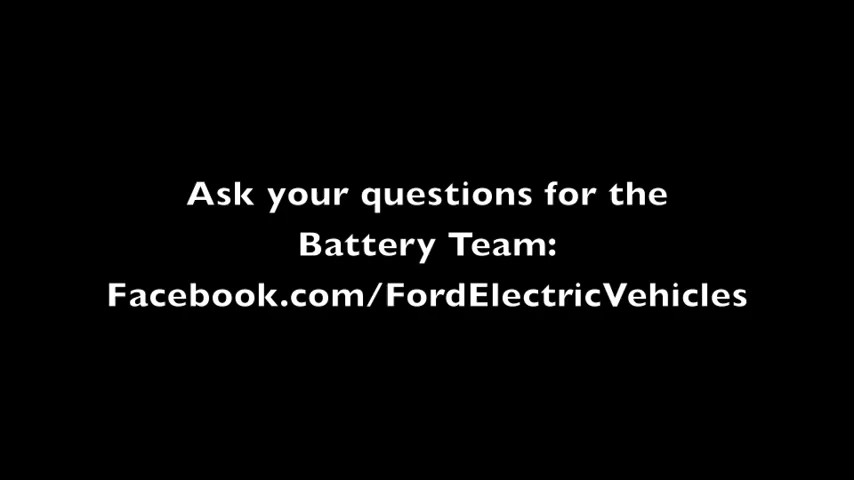 Ask your questions for the
Battery Team:
Facebook.com/FordElectricVehicles